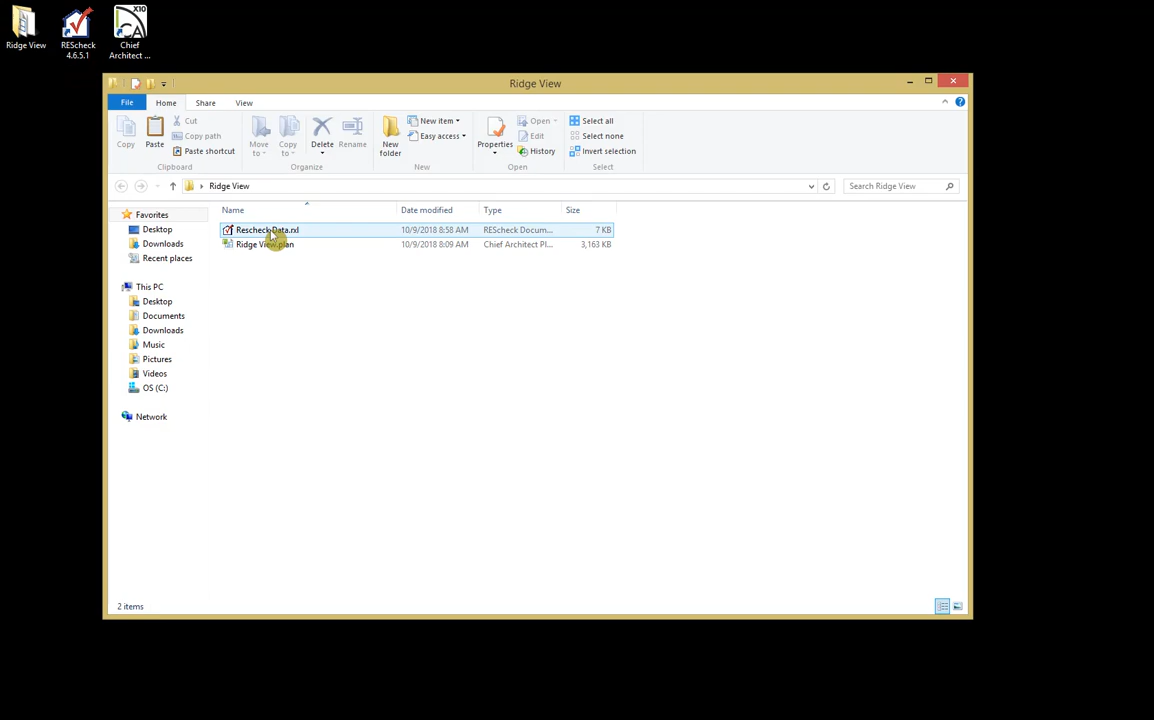 Ridge View
REScheck
4.6.5.1
X10
CA
Chief
Architect ...
Ridge View
File
Home
Share
View
Copy
Paste
Cut
Copy path
Paste shortcut
Clipboard
Move
to
Copy
to
Delete
Rename
Organize
New
folder
New item
Easy access
New
Properties
Open
Edit
History
Open
Select all
Select none
Invert selection
Select
Ridge View
Search Ridge View
Name
Date modified
Type
Size
Rescheck Data.rxl
10/9/2018 8:58 AM
REScheck Docum...
7 KB
Ridge View.plan
10/9/2018 8:09 AM
Chief Architect Pl...
3,163 KB
Favorites
Desktop
Downloads
Recent places
This PC
Desktop
Documents
Downloads
Music
Pictures
Videos
OS (C:)
Network
2 items